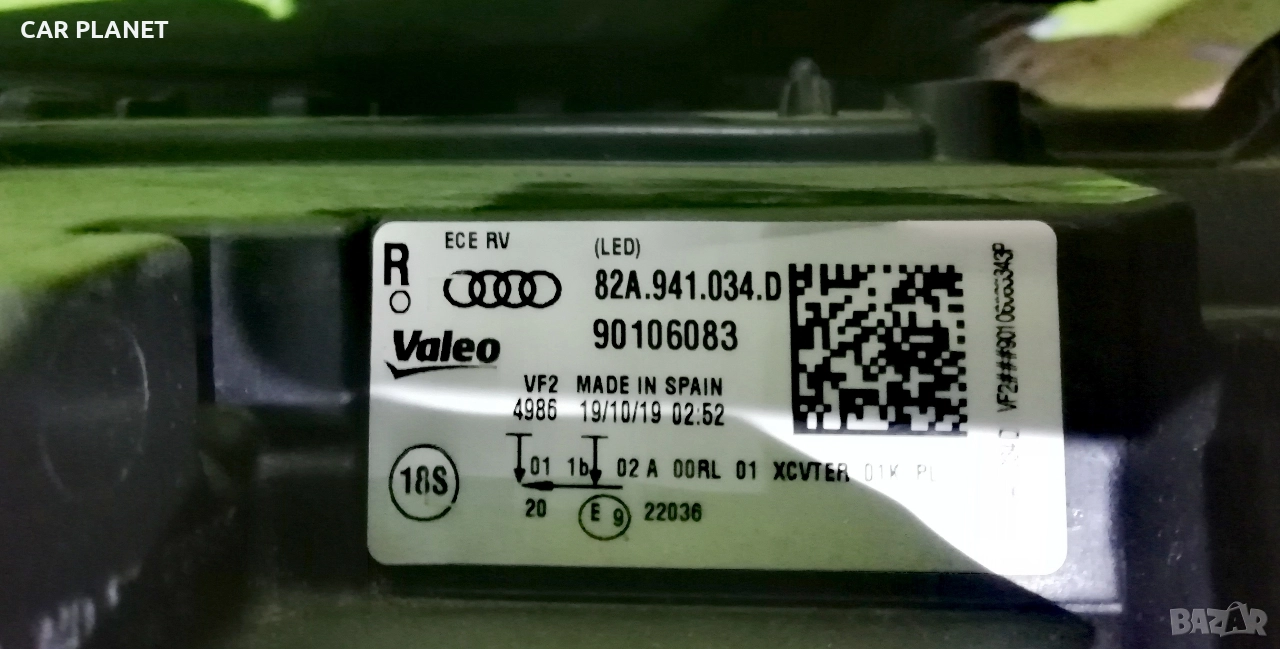 CAR PLANET
R
ECE RV
(LED)
82A.941.034.D
Valeo
90106083
VF2 MADE IN SPAIN
4986 19/10/19 02:52
18S
01 1b 02 A 00RL 01 XCVTER 01K
20 E 9 22036
BAZAR